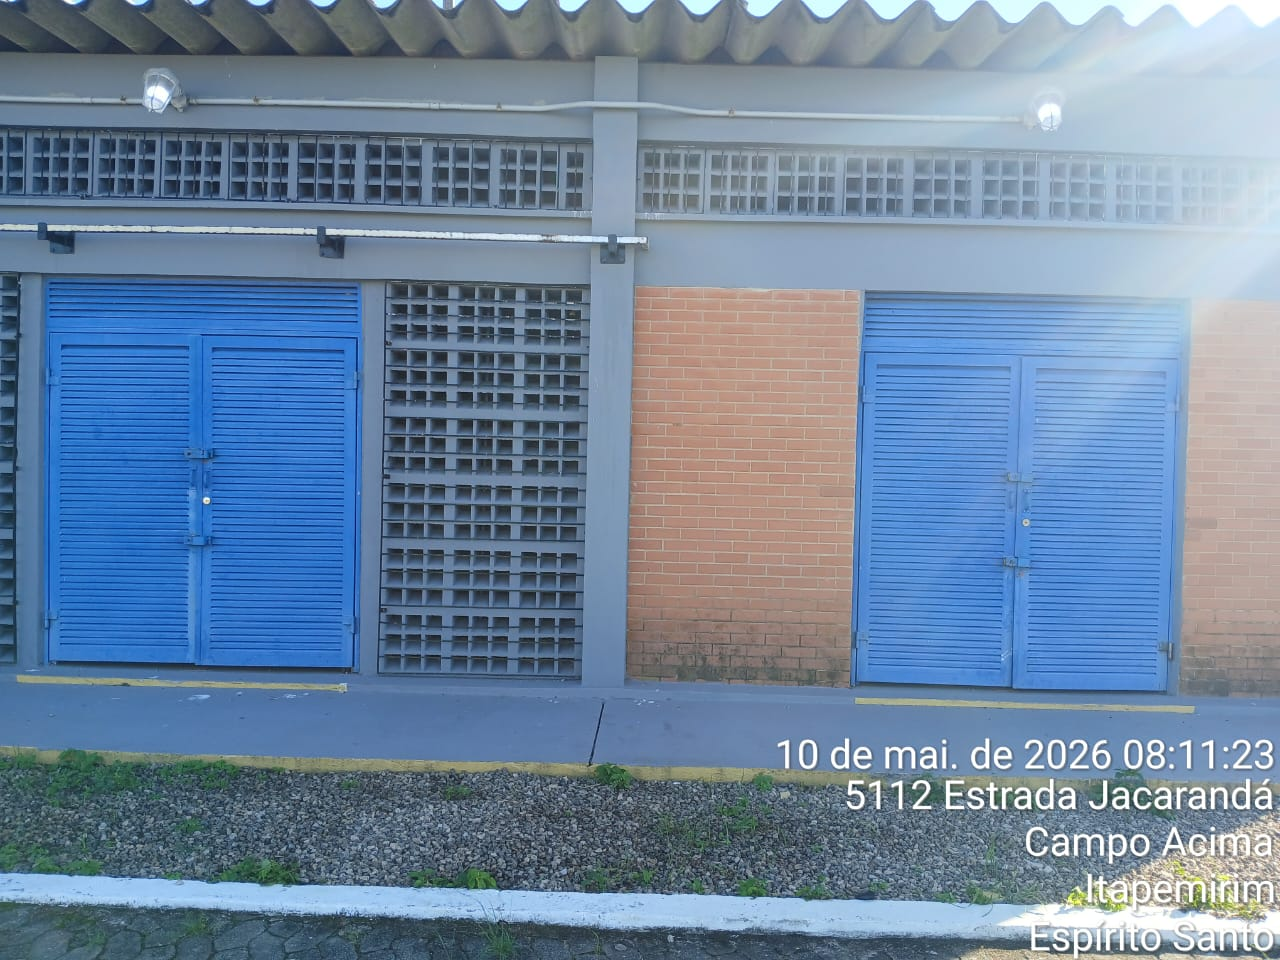 10 de mai. de 2026 08:11:23
5112 Estrada Jacarandá
Campo Acima
Itapemirim
Espírito Santo